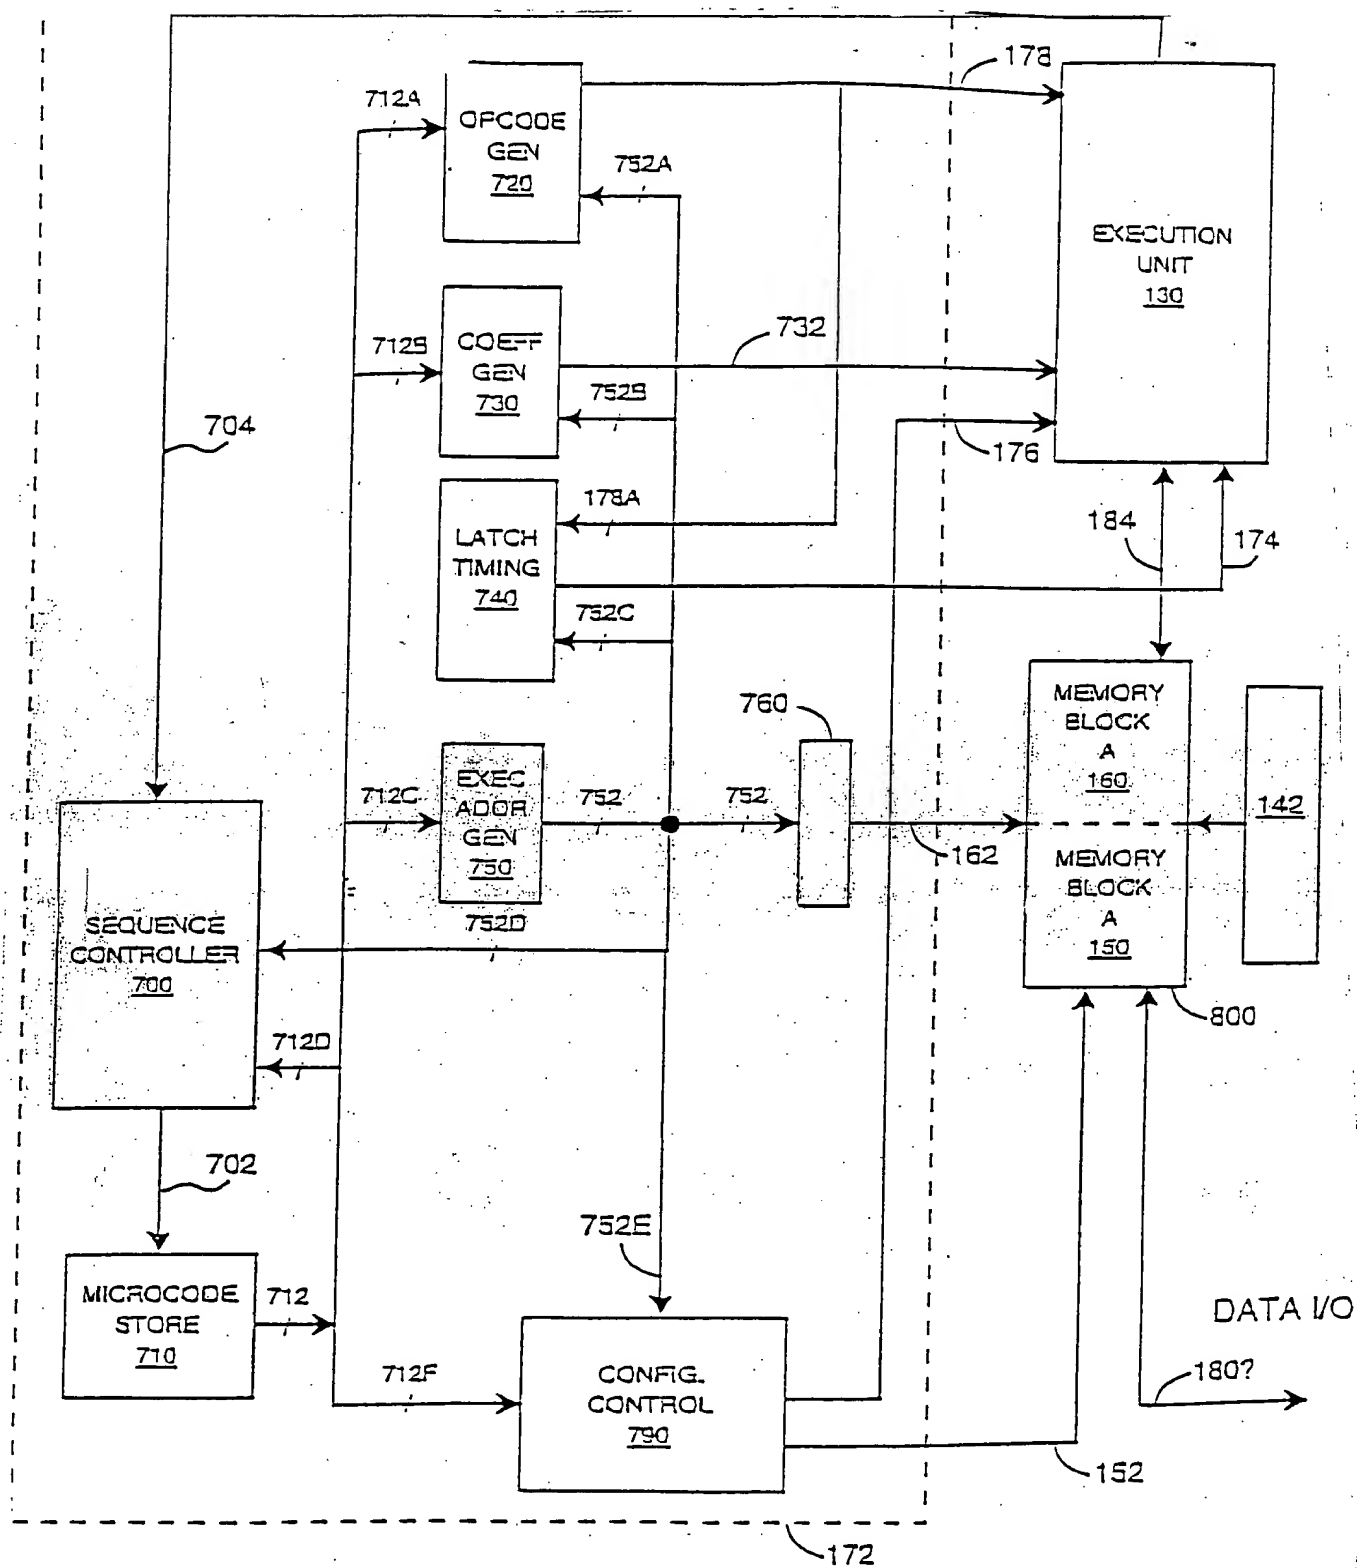 178
712A
OPCODE
GEN
720
752A
EXECUTION
UNIT
130
732
712B
COEFF
GEN
730
752B
704
176
178A
LATCH
TIMING
740
184
174
752C
760
MEMORY
BLOCK
A
160
142
712C
EXEC
ADDR
GEN
750
752
752
162
MEMORY
BLOCK
A
150
SEQUENCE
CONTROLLER
700
752D
800
712D
702
752E
MICROCODE
STORE
710
712
DATA I/O
712F
CONFIG.
CONTROL
790
180?
152
172